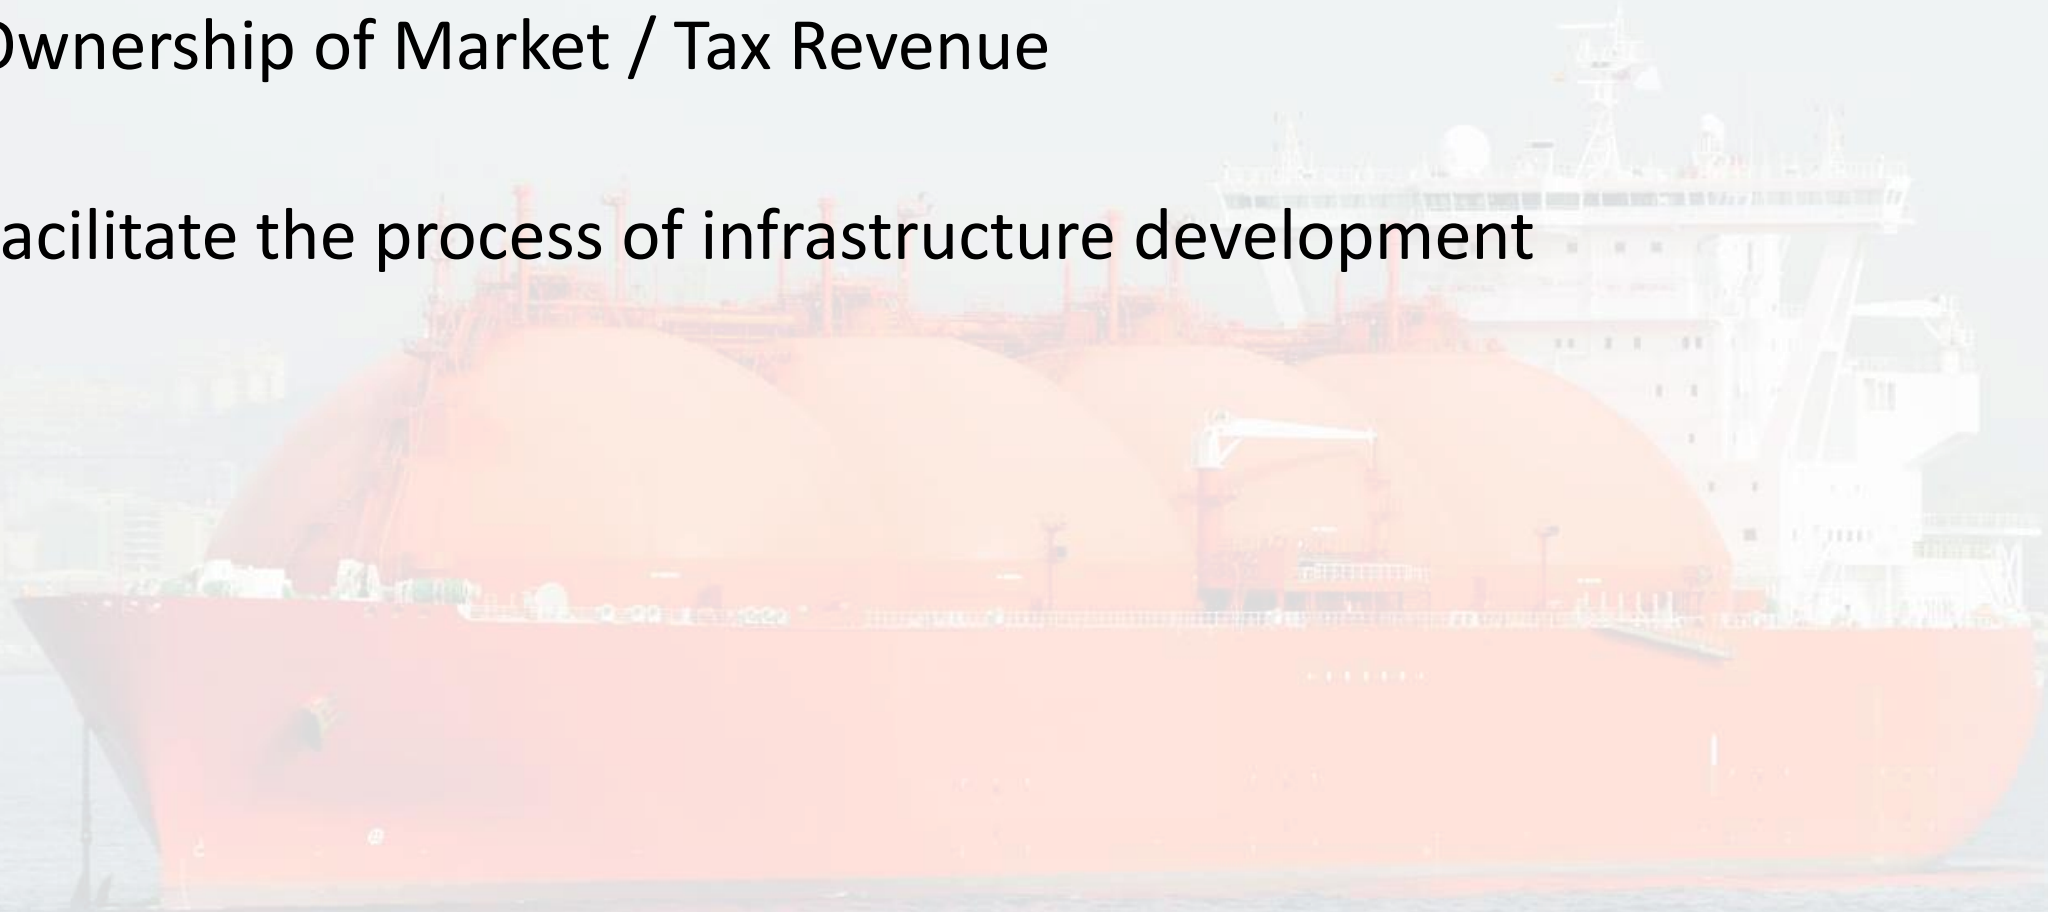 Ownership of Market / Tax Revenue
acilitate the process of infrastructure development